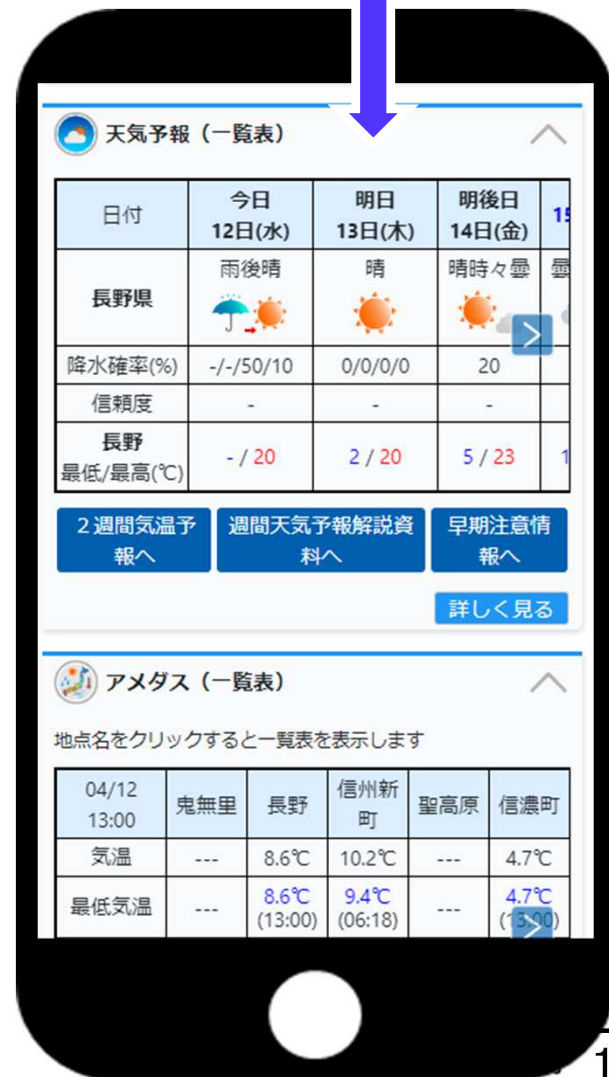 天気予報（一覧表）
日付 今日 12日(水) 明日 13日(木) 明後日 14日(金)
長野県 雨後晴 晴 晴時々曇 曇
降水確率(%) -/-/50/10 0/0/0/0 20
信頼度 - - -
長野 最低/最高(℃) - / 20 2 / 20 5 / 23 1
２週間気温予報へ
週間天気予報解説資料へ
早期注意情報へ
詳しく見る
アメダス（一覧表）
地点名をクリックすると一覧表を表示します
04/12 13:00 鬼無里 長野 信州新町 聖高原 信濃町
気温 --- 8.6℃ 10.2℃ --- 4.7℃
最低気温 --- 8.6℃ (13:00) 9.4℃ (06:18) --- 4.7℃ (13:00)
1